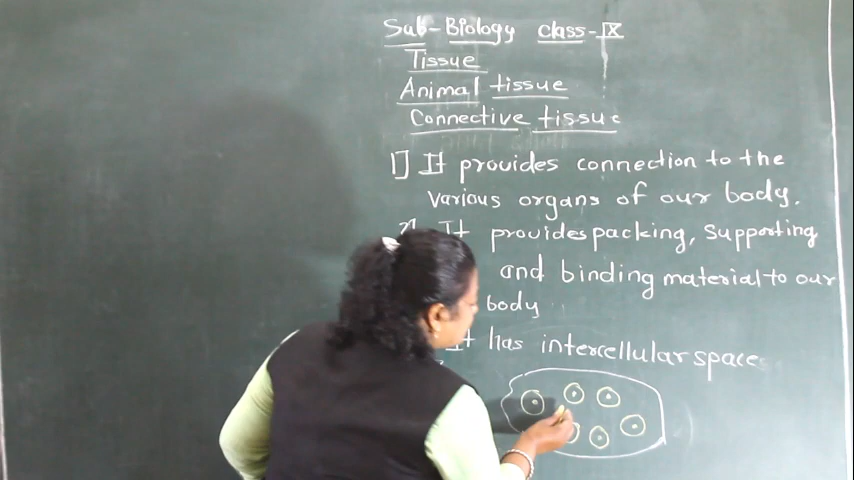 Sub-Biology class-IX
Tissue
Animal tissue
Connective tissue
1] It provides connection to the
various organs of our body.
It provides packing, supporting
and binding material to our
body
It has intercellular space